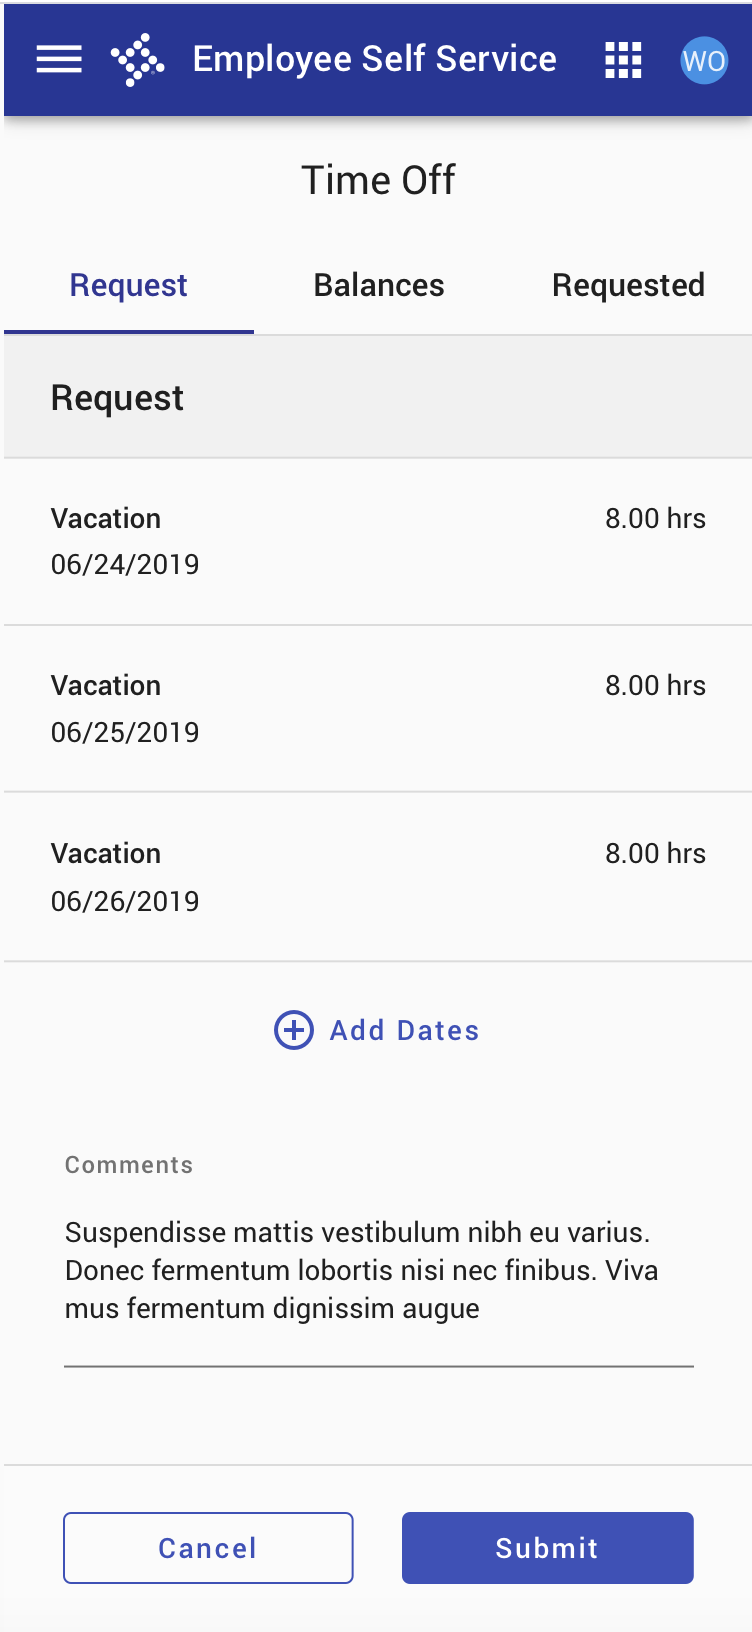 Employee Self Service WO
Time Off
Request Balances Requested
Request
Vacation 8.00 hrs
06/24/2019
Vacation 8.00 hrs
06/25/2019
Vacation 8.00 hrs
06/26/2019
Add Dates
Comments
Suspendisse mattis vestibulum nibh eu varius.
Donec fermentum lobortis nisi nec finibus. Viva
mus fermentum dignissim augue
Cancel Submit